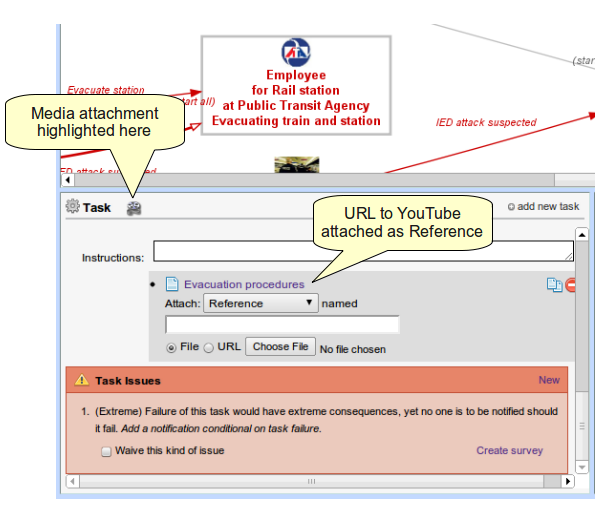 (star
Employee
for Rail station
at Public Transit Agency
Evacuating train and station
Evacuate station
art all)
IED attack suspected
Media attachment
highlighted here
ED attack suspected
Task
add new task
URL to YouTube
attached as Reference
Instructions:
Evacuation procedures
Attach: Reference named
File URL Choose File No file chosen
Task Issues New
1. (Extreme) Failure of this task would have extreme consequences, yet no one is to be notified should
it fail. Add a notification conditional on task failure.
Waive this kind of issue Create survey